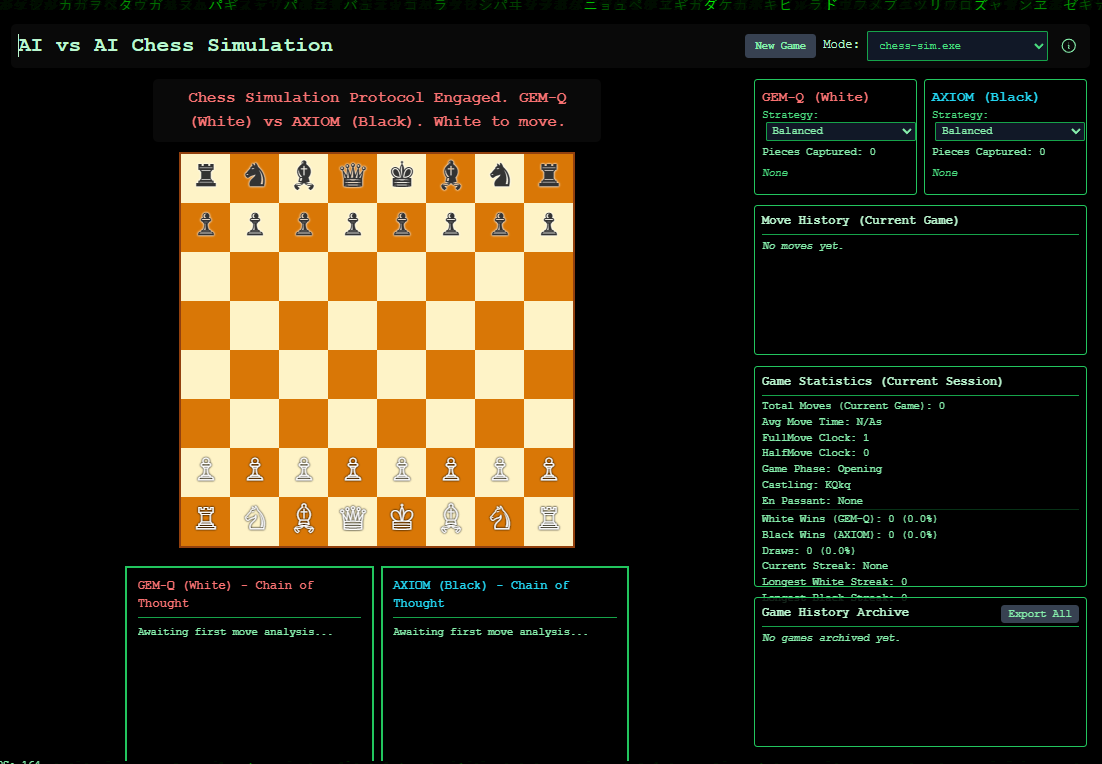 AI vs AI Chess Simulation
New Game
Mode:
chess-sim.exe
Chess Simulation Protocol Engaged. GEM-Q
(White) vs AXIOM (Black). White to move.
GEM-Q (White)
Strategy:
Balanced
Pieces Captured: 0
None
AXIOM (Black)
Strategy:
Balanced
Pieces Captured: 0
None
Move History (Current Game)
No moves yet.
Game Statistics (Current Session)
Total Moves (Current Game): 0
Avg Move Time: N/As
FullMove Clock: 1
HalfMove Clock: 0
Game Phase: Opening
Castling: KQkq
En Passant: None
White Wins (GEM-Q): 0 (0.0%)
Black Wins (AXIOM): 0 (0.0%)
Draws: 0 (0.0%)
Current Streak: None
Longest White Streak: 0
Longest Black Streak: 0
Game History Archive
Export All
No games archived yet.
GEM-Q (White) - Chain of
Thought
Awaiting first move analysis...
AXIOM (Black) - Chain of
Thought
Awaiting first move analysis...